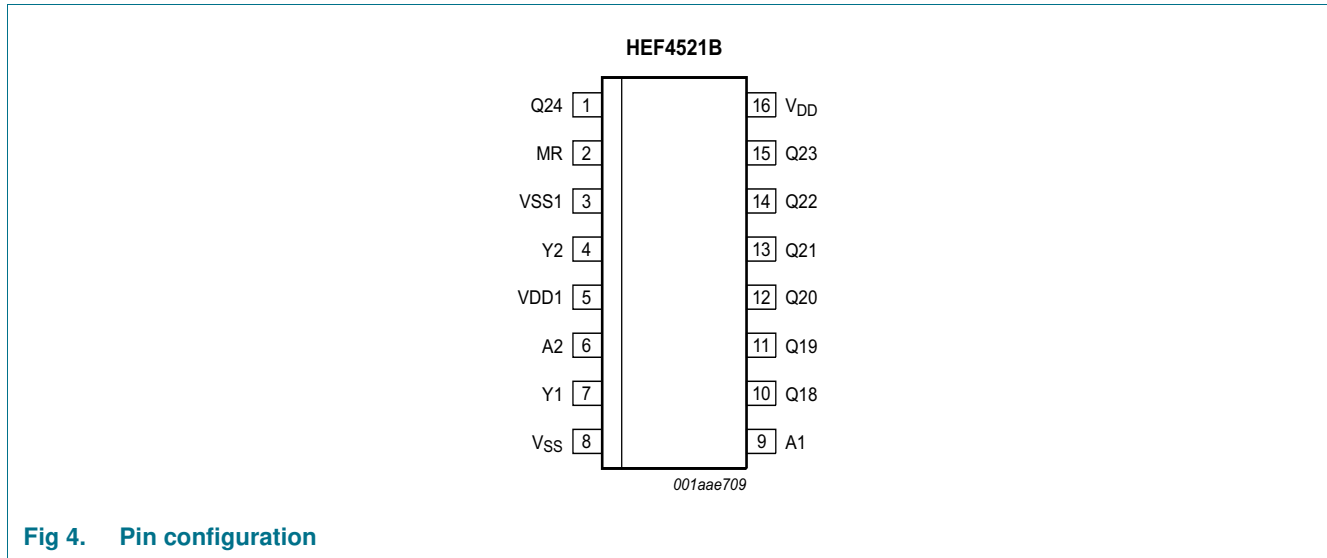 HEF4521B
Q24 1 16 VDD
MR 2 15 Q23
VSS1 3 14 Q22
Y2 4 13 Q21
VDD1 5 12 Q20
A2 6 11 Q19
Y1 7 10 Q18
VSS 8 9 A1
001aae709
Fig 4. Pin configuration